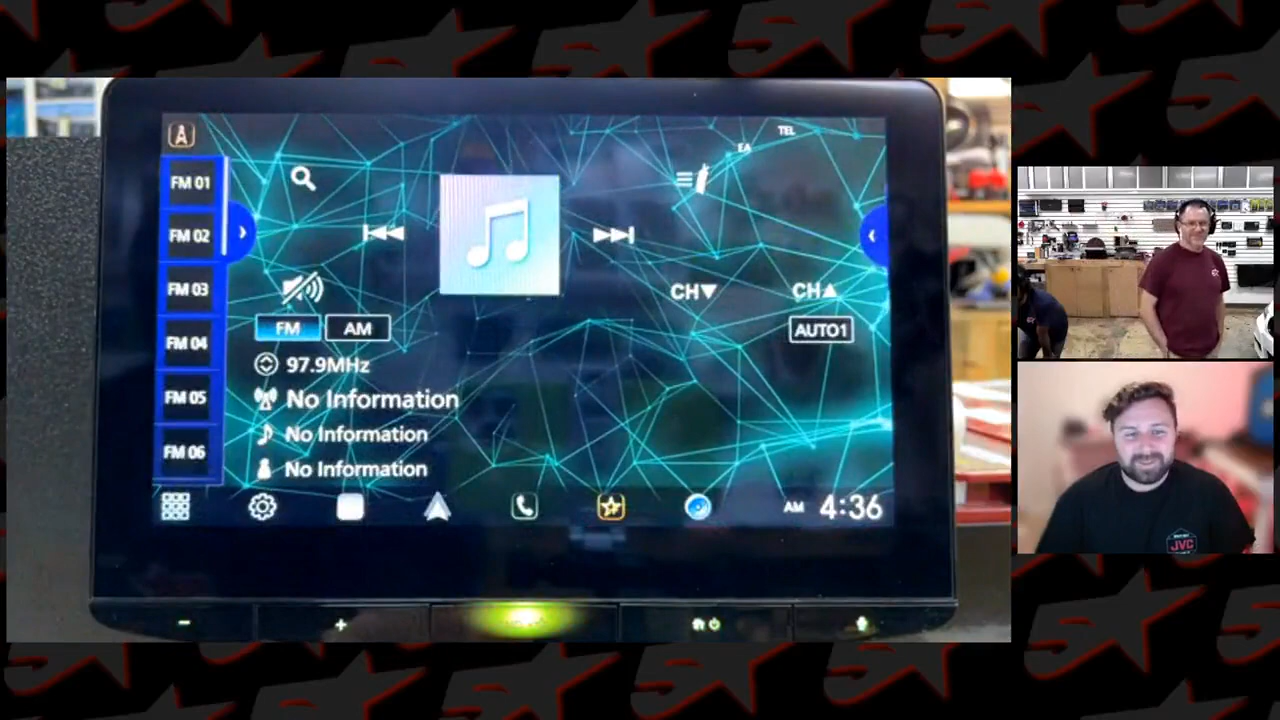 TEL
EA
FM 01
FM 02
FM 03
CH▼ CH▲
FM AM
AUTO1
FM 04
97.9MHz
FM 05
No Information
No Information
FM 06
No Information
AM 4:36
- +
JVC